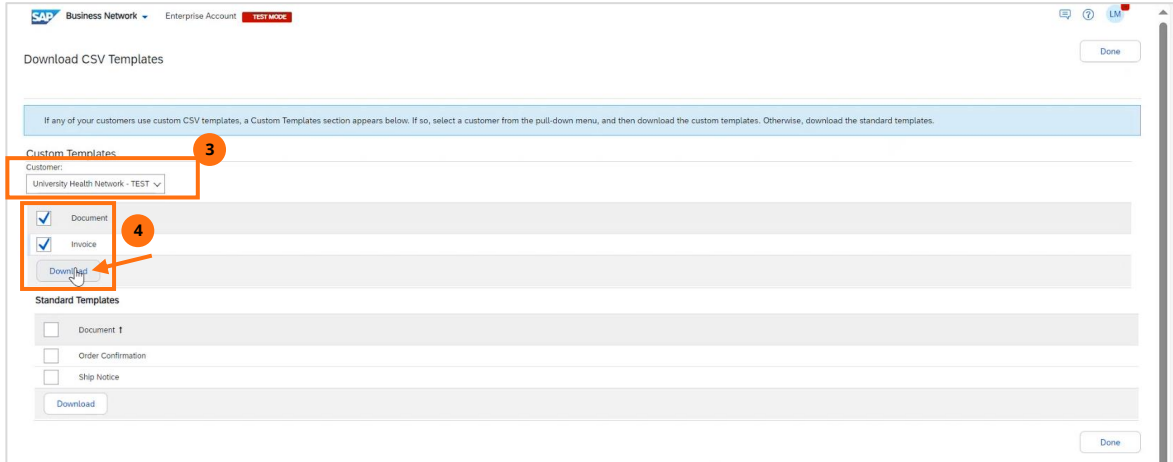 SAP Business Network Enterprise Account TEST MODE LM
Download CSV Templates Done
If any of your customers use custom CSV templates, a Custom Templates section appears below. If so, select a customer from the pull-down menu, and then download the custom templates. Otherwise, download the standard templates.
Custom Templates 3
Customer:
University Health Network - TEST
Document
4
Invoice
Download
Standard Templates
Document ↑
Order Confirmation
Ship Notice
Download
Done